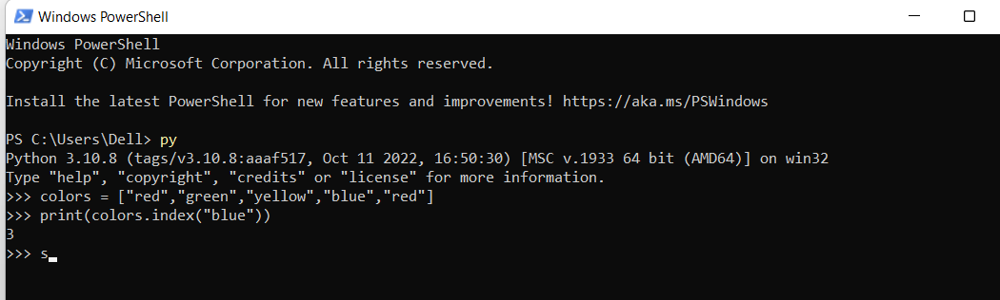 Windows PowerShell
Windows PowerShell
Copyright (C) Microsoft Corporation. All rights reserved.
Install the latest PowerShell for new features and improvements! https://aka.ms/PSWindows
PS C:\Users\Dell> py
Python 3.10.8 (tags/v3.10.8:aaaf517, Oct 11 2022, 16:50:30) [MSC v.1933 64 bit (AMD64)] on win32
Type "help", "copyright", "credits" or "license" for more information.
>>> colors = ["red","green","yellow","blue","red"]
>>> print(colors.index("blue"))
3
>>> s